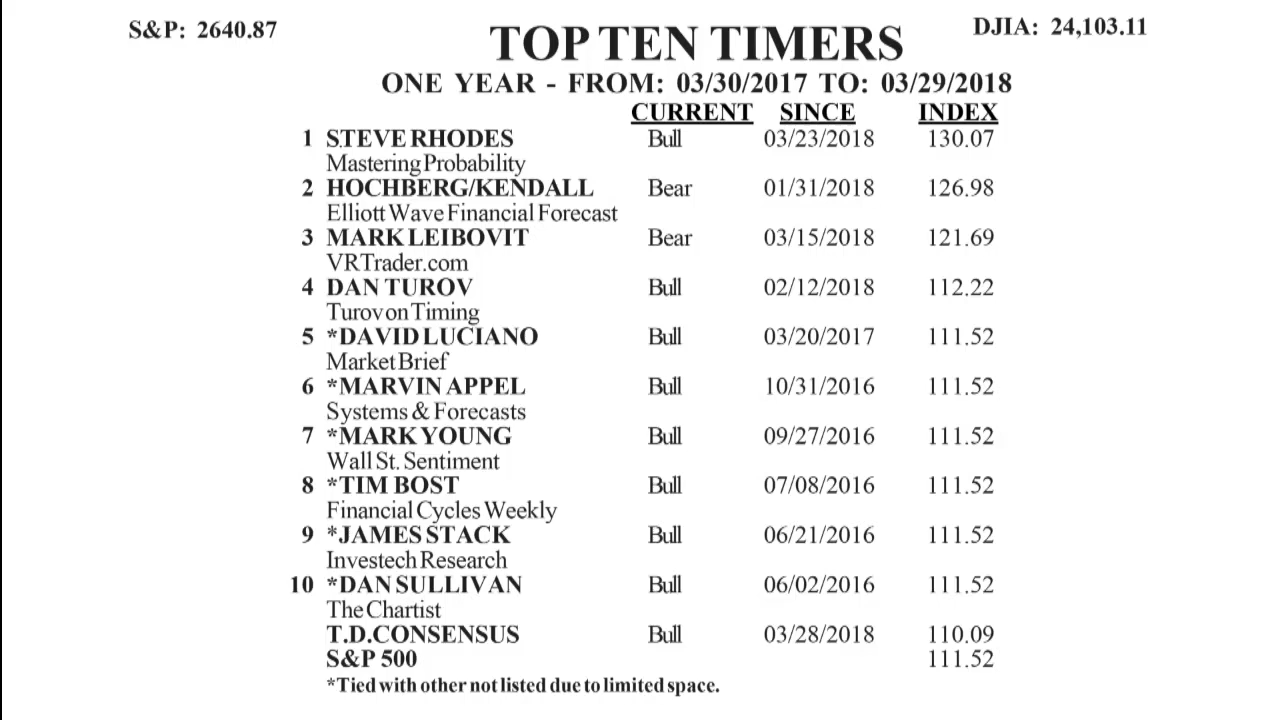 S&P: 2640.87
DJIA: 24,103.11
TOP TEN TIMERS
ONE YEAR - FROM: 03/30/2017 TO: 03/29/2018
CURRENT SINCE INDEX
1 STEVE RHODES Bull 03/23/2018 130.07
Mastering Probability
2 HOCHBERG/KENDALL Bear 01/31/2018 126.98
Elliott Wave Financial Forecast
3 MARK LEIBOVIT Bear 03/15/2018 121.69
VRTrader.com
4 DAN TUROV Bull 02/12/2018 112.22
Turov on Timing
5 *DAVID LUCIANO Bull 03/20/2017 111.52
Market Brief
6 *MARVIN APPEL Bull 10/31/2016 111.52
Systems & Forecasts
7 *MARK YOUNG Bull 09/27/2016 111.52
Wall St. Sentiment
8 *TIM BOST Bull 07/08/2016 111.52
Financial Cycles Weekly
9 *JAMES STACK Bull 06/21/2016 111.52
Investech Research
10 *DAN SULLIVAN Bull 06/02/2016 111.52
The Chartist
T.D.CONSENSUS Bull 03/28/2018 110.09
S&P 500 111.52
*Tied with other not listed due to limited space.